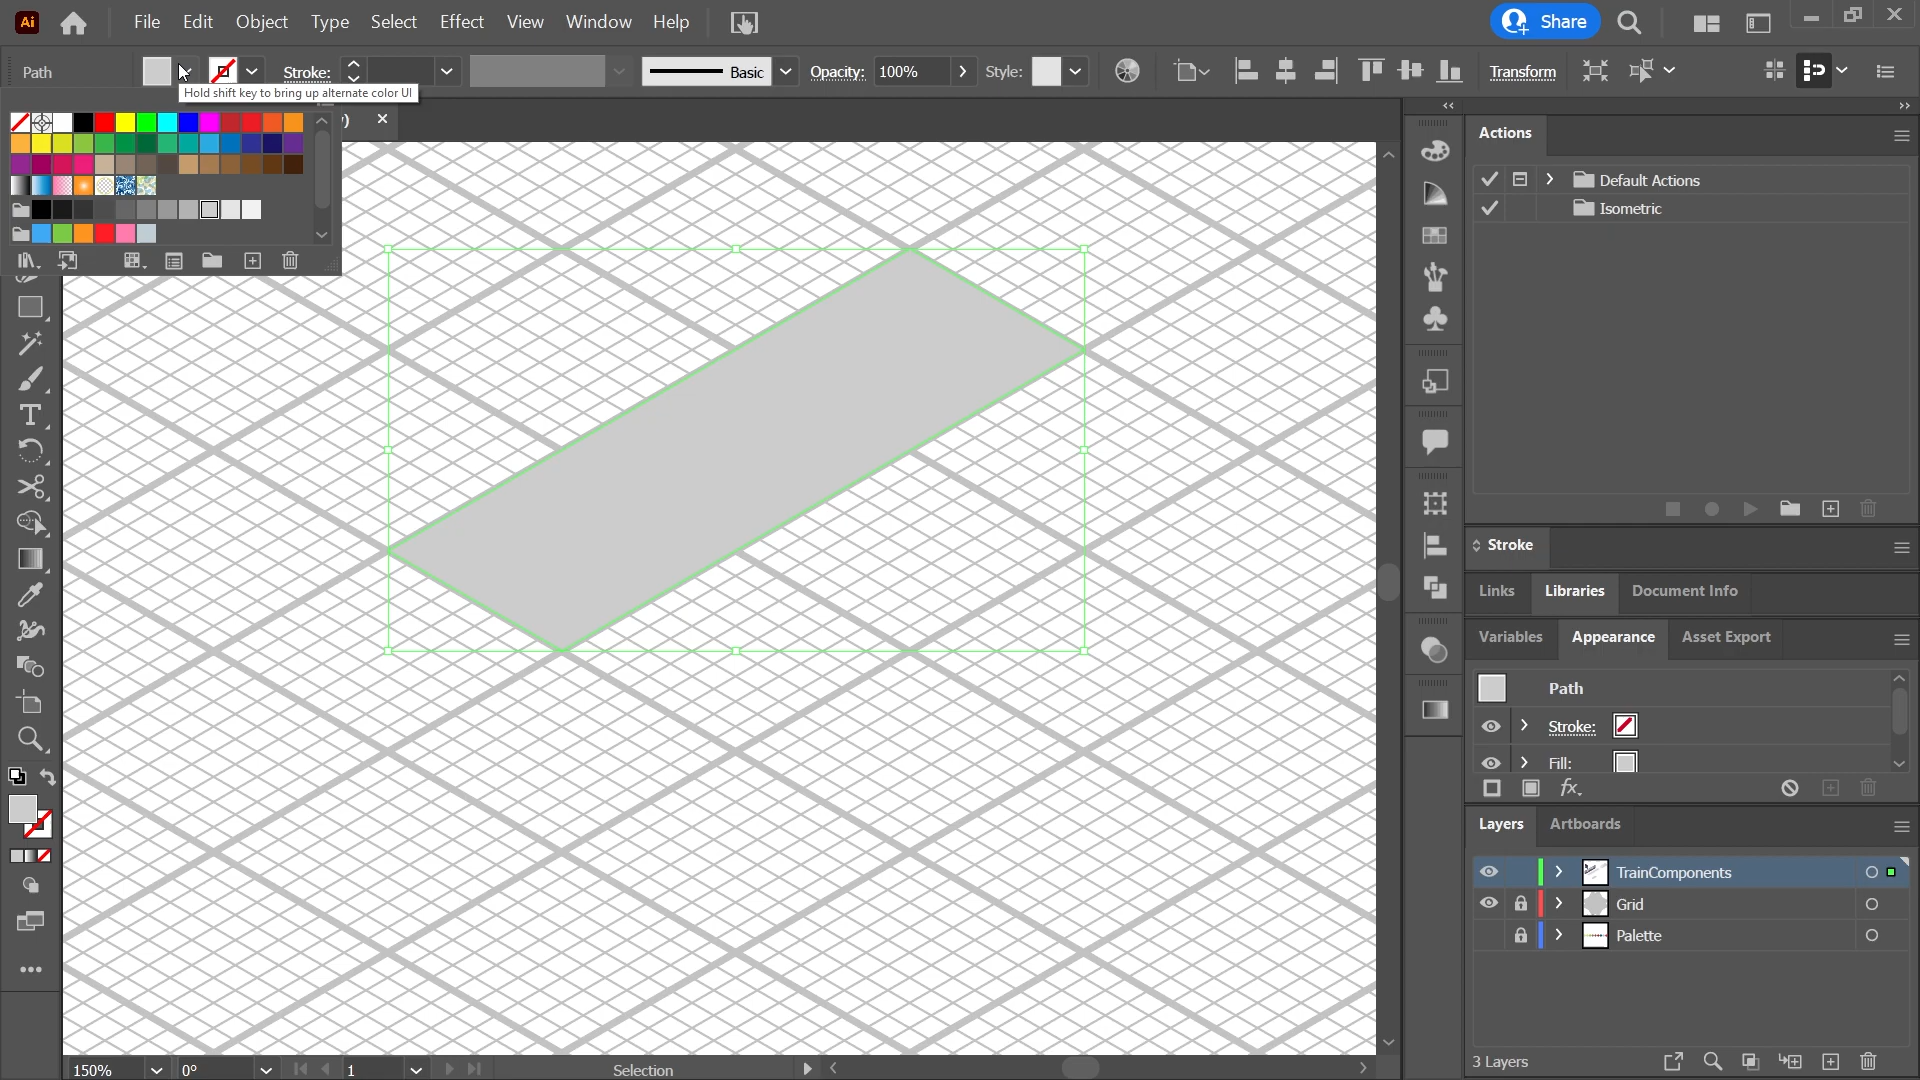 Ai
File Edit Object Type Select Effect View Window Help
Share
Path
Stroke:
Basic
Opacity:
100%
Style:
Transform
Hold shift key to bring up alternate color UI
Actions
Default Actions
Isometric
Stroke
Links Libraries Document Info
Variables Appearance Asset Export
Path
Stroke:
Fill:
fx
Layers Artboards
TrainComponents
Grid
Palette
3 Layers
150%
0°
1
Selection